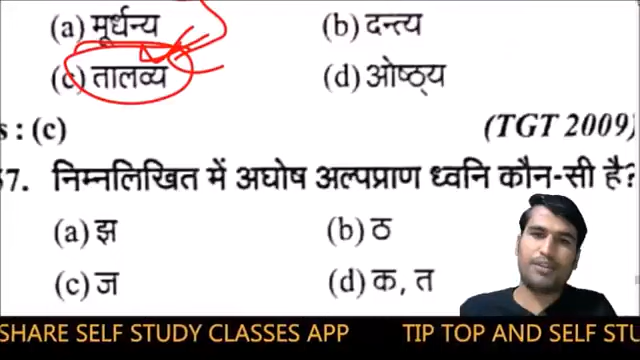 (a) मूर्धन्य (b) दन्त्य
(c) तालव्य (d) ओष्ठ्य
s : (c) (TGT 2009)
57. निम्नलिखित में अघोष अल्पप्राण ध्वनि कौन-सी है?
(a) झ (b) ठ
(c) ज (d) क, त
SHARE SELF STUDY CLASSES APP TIP TOP AND SELF STU